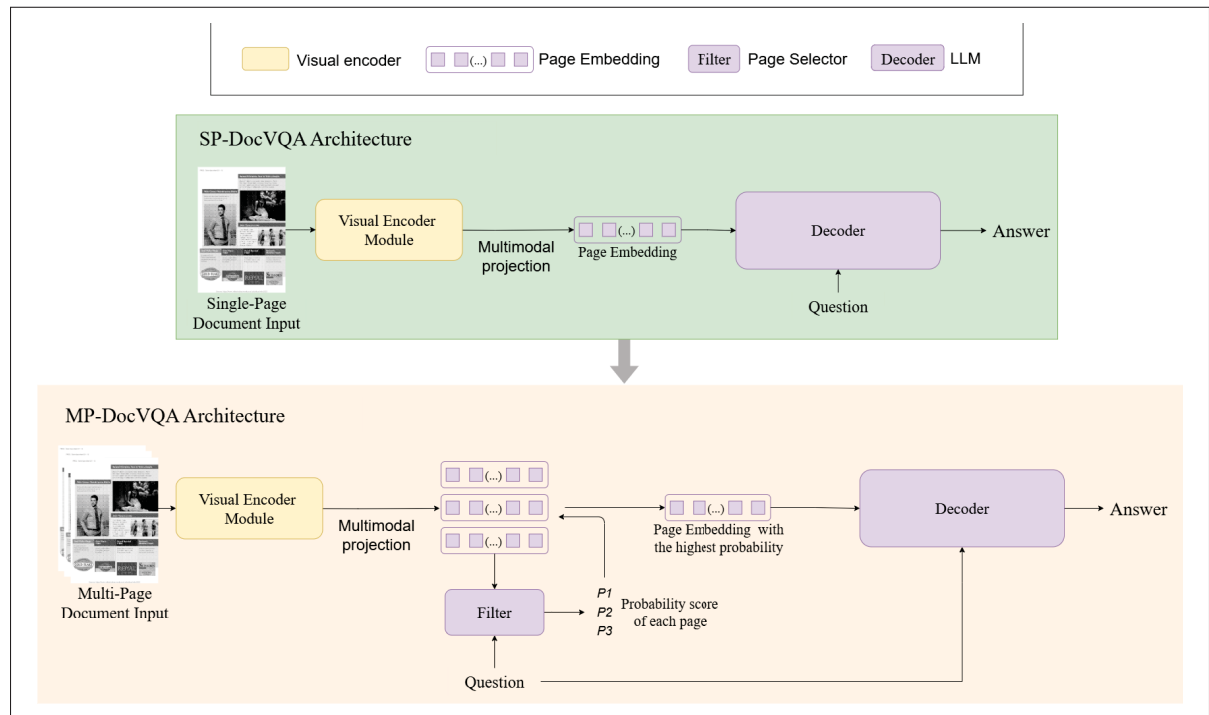 (...)
Visual encoder
Page Embedding
Filter
Page Selector
Decoder
LLM
SP-DocVQA Architecture
Visual Encoder
Module
Multimodal
projection
(...)
Page Embedding
Decoder
Answer
Question
Single-Page
Document Input
MP-DocVQA Architecture
Visual Encoder
Module
Multimodal
projection
(...)
(...)
(...)
(...)
Page Embedding with
the highest probability
Decoder
Answer
Multi-Page
Document Input
Filter
P1
P2
P3
Probability score
of each page
Question